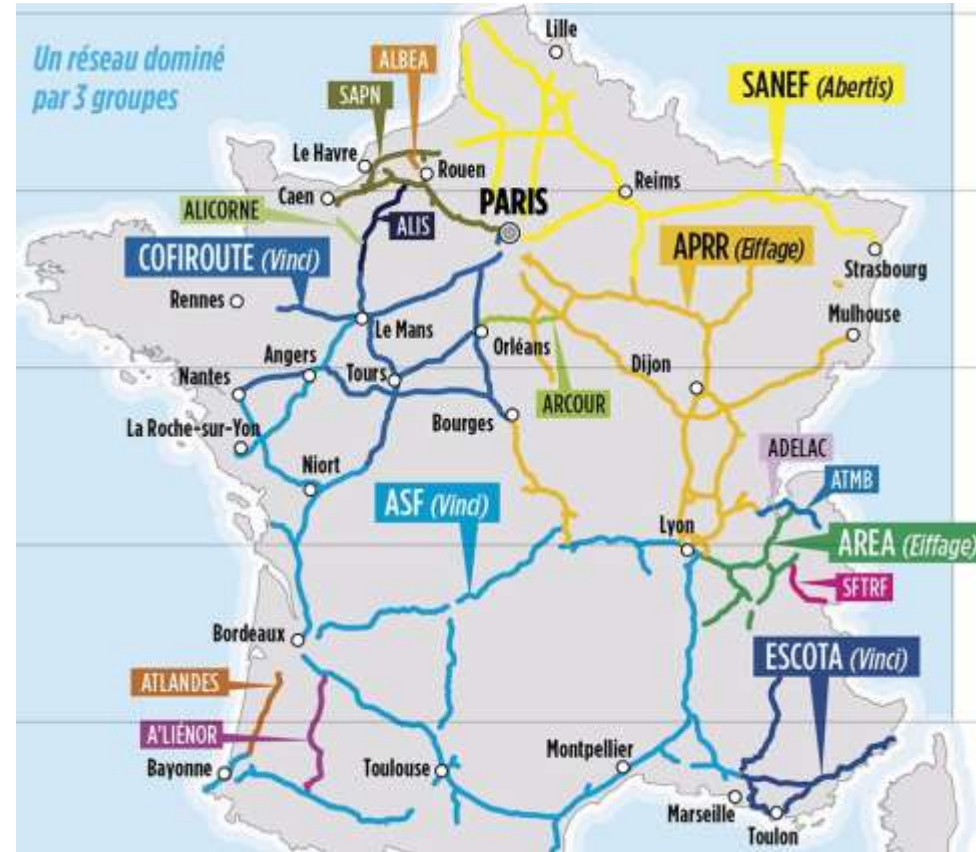 Un réseau dominé
par 3 groupes
Lille
ALBEA
SAPN
SANEF (Abertis)
Le Havre
Rouen
Reims
Caen
PARIS
ALICORNE
ALIS
COFIROUTE (Vinci)
APRR (Eiffage)
Strasbourg
Rennes
Le Mans
Mulhouse
Orléans
Angers
Tours
Dijon
Nantes
ARCOUR
Bourges
La Roche-sur-Yon
ADELAC
Niort
ATMB
ASF (Vinci)
Lyon
AREA (Eiffage)
SFTRF
Bordeaux
ESCOTA (Vinci)
ATLANDES
A'LIÉNOR
Montpellier
Bayonne
Toulouse
Marseille
Toulon